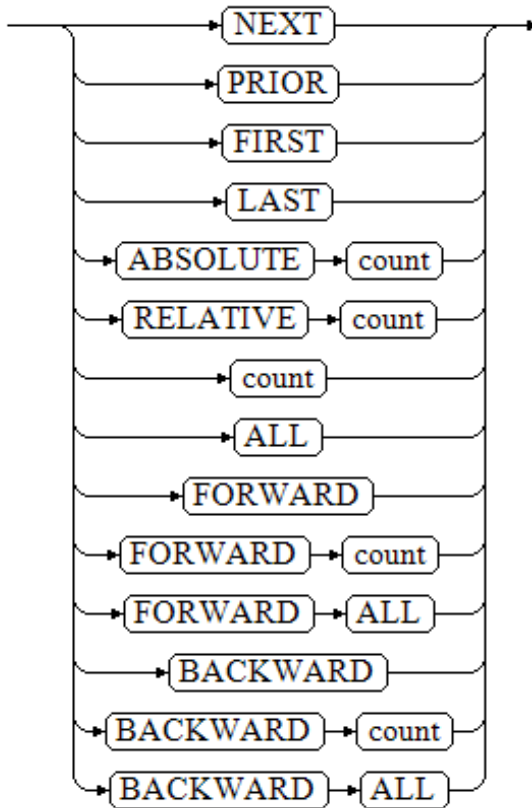 NEXT
PRIOR
FIRST
LAST
ABSOLUTE count
RELATIVE count
count
ALL
FORWARD
FORWARD count
FORWARD ALL
BACKWARD
BACKWARD count
BACKWARD ALL